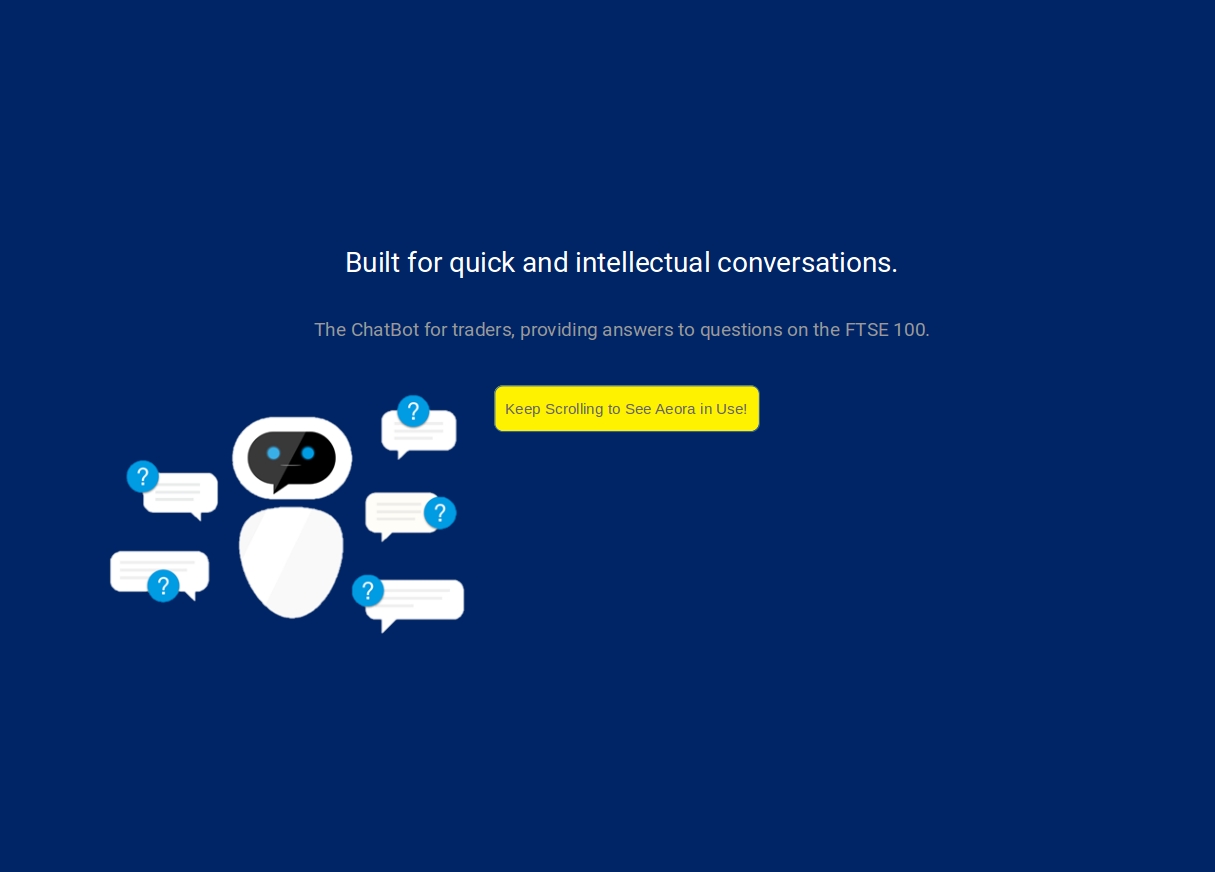 Built for quick and intellectual conversations.
The ChatBot for traders, providing answers to questions on the FTSE 100.
Keep Scrolling to See Aeora in Use!
?
?
?
?
?